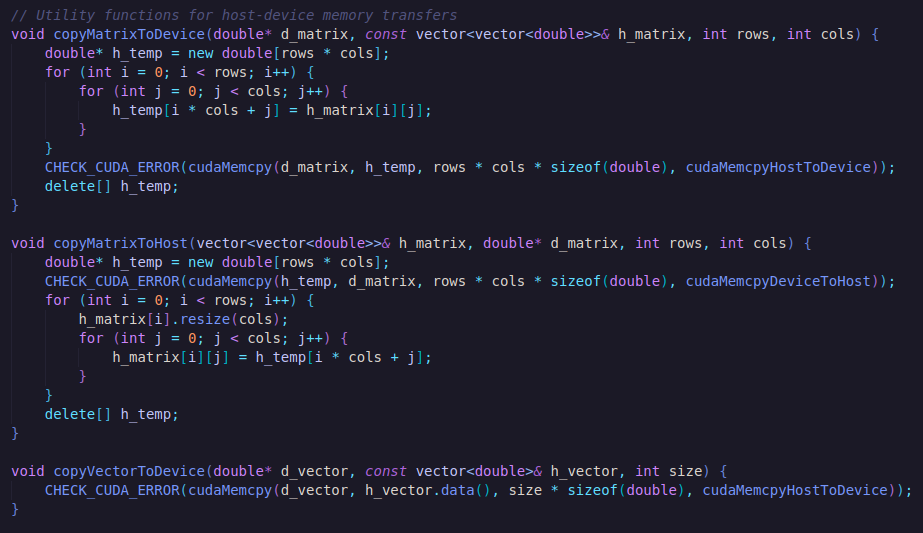 // Utility functions for host-device memory transfers
void copyMatrixToDevice(double* d_matrix, const vector<vector<double>>& h_matrix, int rows, int cols) {
    double* h_temp = new double[rows * cols];
    for (int i = 0; i < rows; i++) {
        for (int j = 0; j < cols; j++) {
            h_temp[i * cols + j] = h_matrix[i][j];
        }
    }
    CHECK_CUDA_ERROR(cudaMemcpy(d_matrix, h_temp, rows * cols * sizeof(double), cudaMemcpyHostToDevice));
    delete[] h_temp;
}

void copyMatrixToHost(vector<vector<double>>& h_matrix, double* d_matrix, int rows, int cols) {
    double* h_temp = new double[rows * cols];
    CHECK_CUDA_ERROR(cudaMemcpy(h_temp, d_matrix, rows * cols * sizeof(double), cudaMemcpyDeviceToHost));
    for (int i = 0; i < rows; i++) {
        h_matrix[i].resize(cols);
        for (int j = 0; j < cols; j++) {
            h_matrix[i][j] = h_temp[i * cols + j];
        }
    }
    delete[] h_temp;
}

void copyVectorToDevice(double* d_vector, const vector<double>& h_vector, int size) {
    CHECK_CUDA_ERROR(cudaMemcpy(d_vector, h_vector.data(), size * sizeof(double), cudaMemcpyHostToDevice));
}